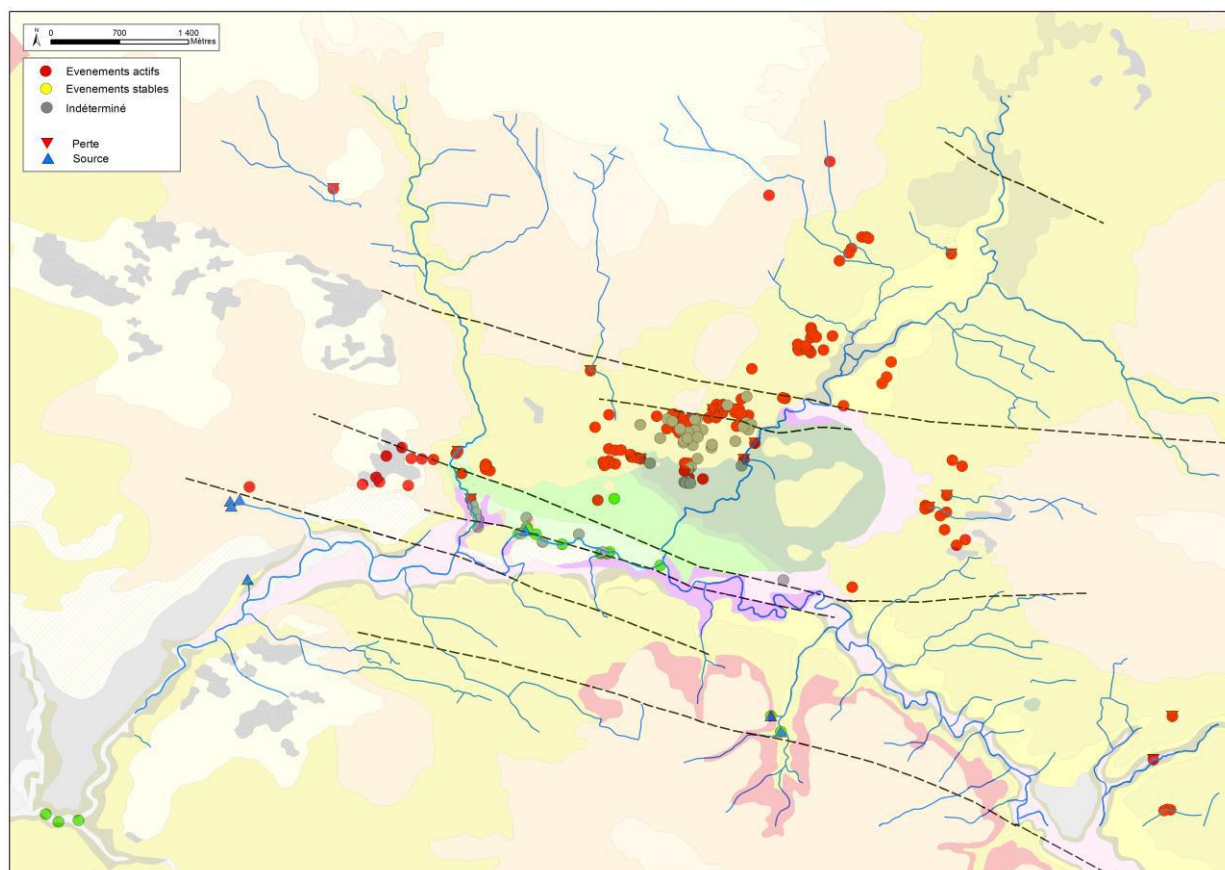 N
0 700 1 400
Mètres
Evenements actifs
Evenements stables
Indéterminé
Perte
Source